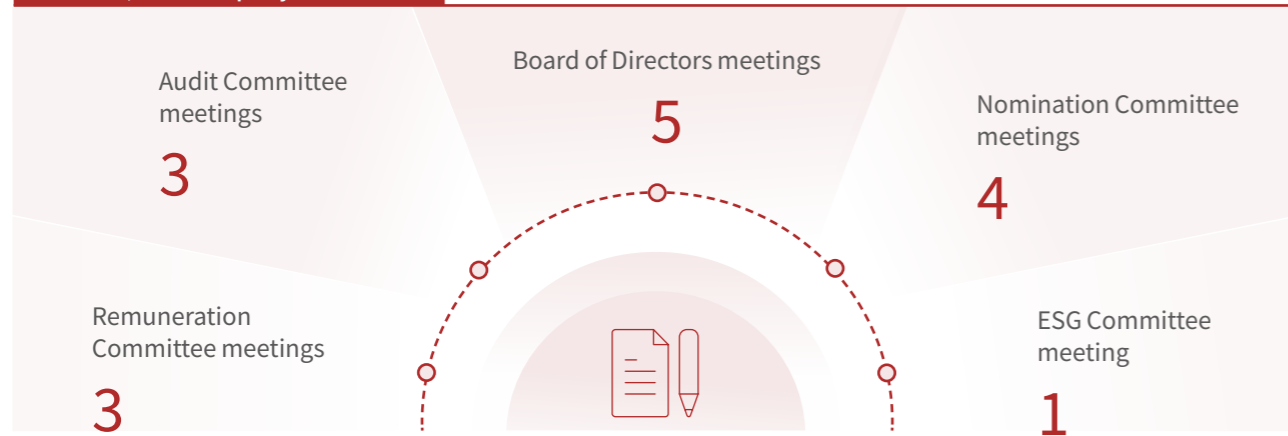 Audit Committee
meetings
3
Board of Directors meetings
5
Nomination Committee
meetings
4
Remuneration
Committee meetings
3
ESG Committee
meeting
1